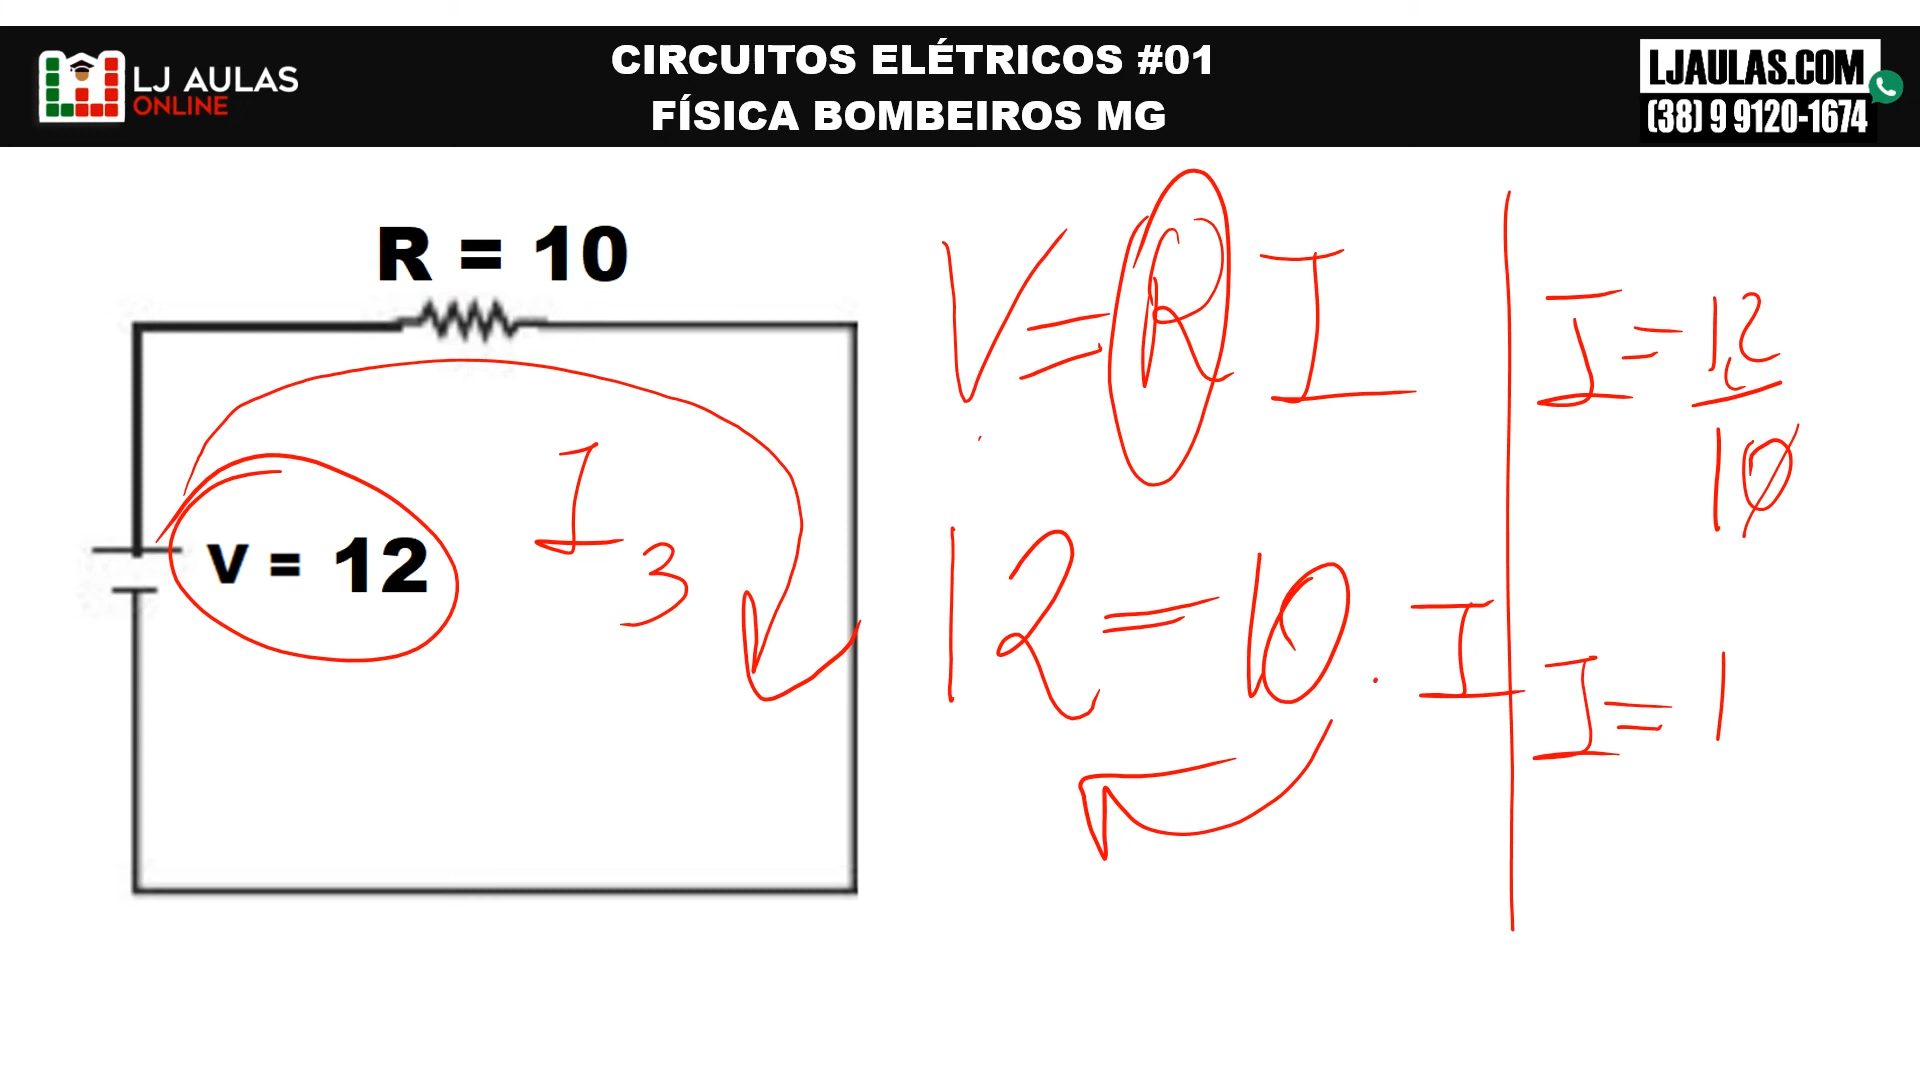 LJ AULAS
ONLINE
CIRCUITOS ELÉTRICOS #01
FÍSICA BOMBEIROS MG
LJAULAS.COM
(38) 9 9120-1674
R = 10
V = 12
I
3
V = R I
12 = 10 . I
I = 12
10
I = 1